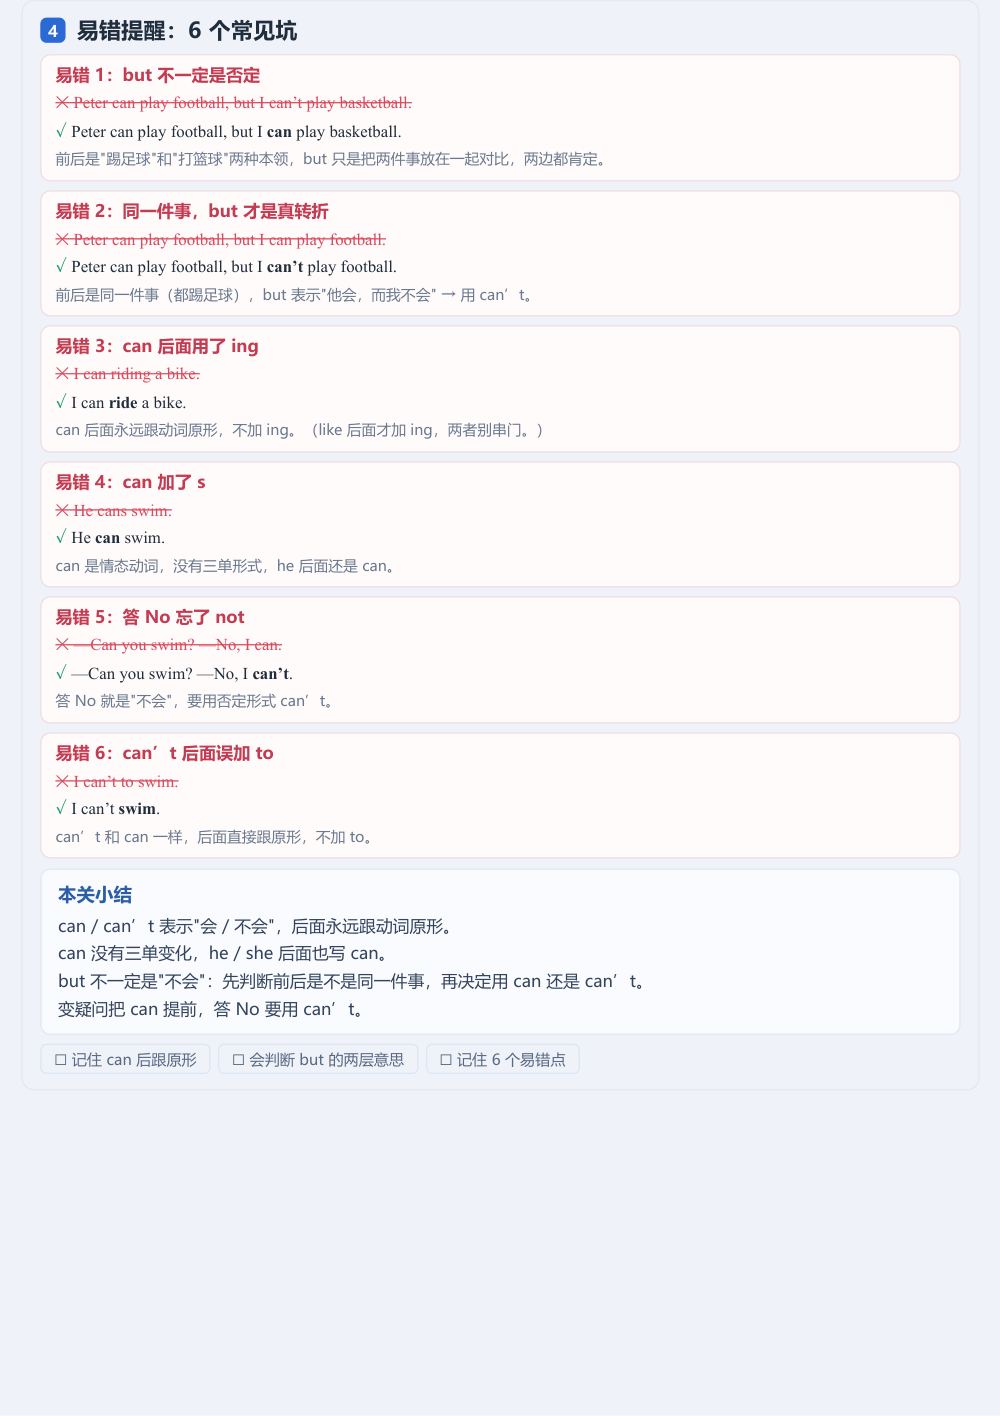 4 易错提醒：6 个常见坑
易错 1：but 不一定是否定
✕ Peter can play football, but I can't play basketball.
√ Peter can play football, but I can play basketball.
前后是"踢足球"和"打篮球"两种本领，but 只是把两件事放在一起对比，两边都肯定。
易错 2：同一件事，but 才是真转折
✕ Peter can play football, but I can play football.
√ Peter can play football, but I can't play football.
前后是同一件事（都踢足球），but 表示"他会，而我不会" → 用 can't。
易错 3：can 后面用了 ing
✕ I can riding a bike.
√ I can ride a bike.
can 后面永远跟动词原形，不加 ing。（like 后面才加 ing，两者别串门。）
易错 4：can 加了 s
✕ He cans swim.
√ He can swim.
can 是情态动词，没有三单形式，he 后面还是 can。
易错 5：答 No 忘了 not
✕ —Can you swim? —No, I can.
√ —Can you swim? —No, I can't.
答 No 就是"不会"，要用否定形式 can't。
易错 6：can't 后面误加 to
✕ I can't to swim.
√ I can't swim.
can't 和 can 一样，后面直接跟原形，不加 to。
本关小结
can / can't 表示"会 / 不会"，后面永远跟动词原形。
can 没有三单变化，he / she 后面也写 can。
but 不一定是"不会"：先判断前后是不是同一件事，再决定用 can 还是 can't。
变疑问把 can 提前，答 No 要用 can't。
☐ 记住 can 后跟原形 ☐ 会判断 but 的两层意思 ☐ 记住 6 个易错点